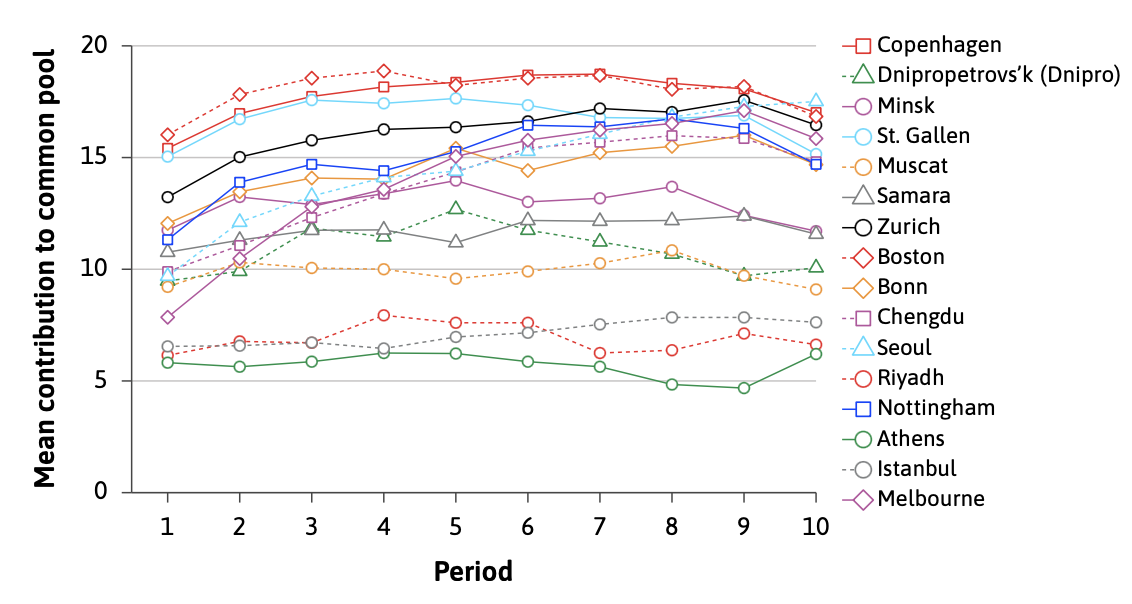 Mean contribution to common pool
20
15
10
5
0
1 2 3 4 5 6 7 8 9 10
Period
Copenhagen
Dnipropetrovs’k (Dnipro)
Minsk
St. Gallen
Muscat
Samara
Zurich
Boston
Bonn
Chengdu
Seoul
Riyadh
Nottingham
Athens
Istanbul
Melbourne